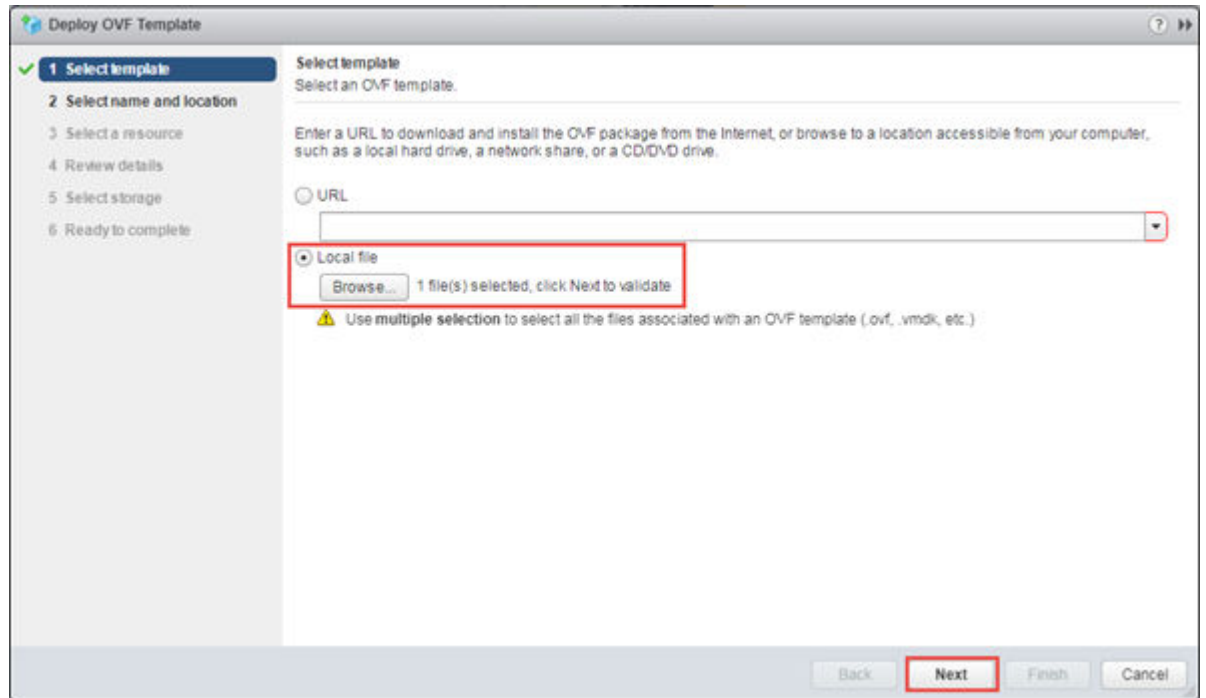 Deploy OVF Template
1 Select template
2 Select name and location
3 Select a resource
4 Review details
5 Select storage
6 Ready to complete
Select template
Select an OVF template.
Enter a URL to download and install the OVF package from the Internet, or browse to a location accessible from your computer,
such as a local hard drive, a network share, or a CD/DVD drive.
URL
Local file
Browse... 1 file(s) selected, click Next to validate
Use multiple selection to select all the files associated with an OVF template (.ovf, .vmdk, etc.)
Back Next Finish Cancel